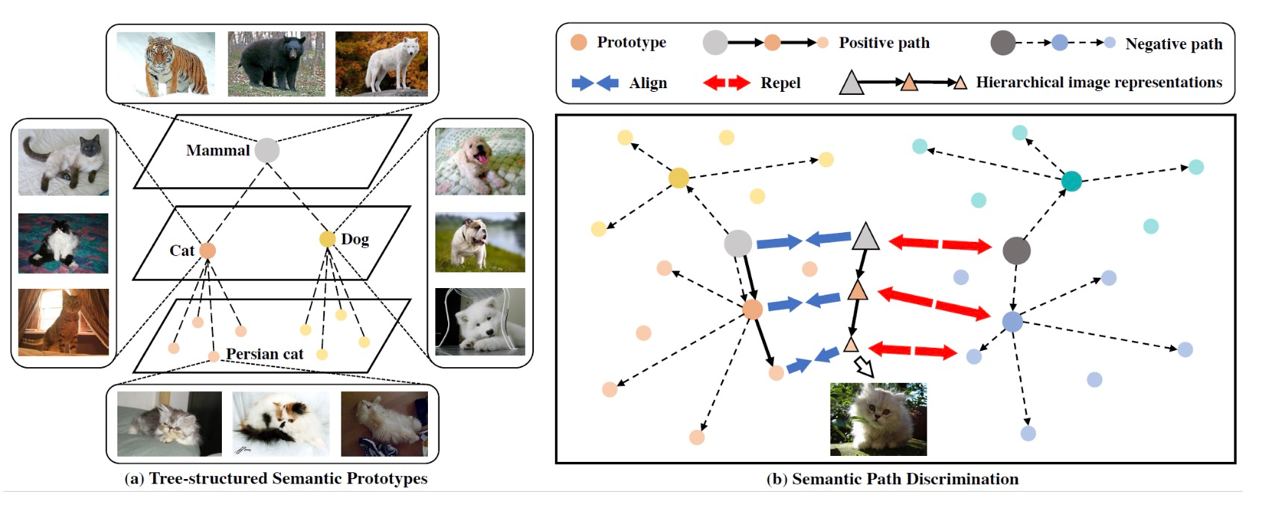 Mammal
Cat
Dog
Persian cat
(a) Tree-structured Semantic Prototypes
Prototype
Positive path
Negative path
Align
Repel
Hierarchical image representations
(b) Semantic Path Discrimination